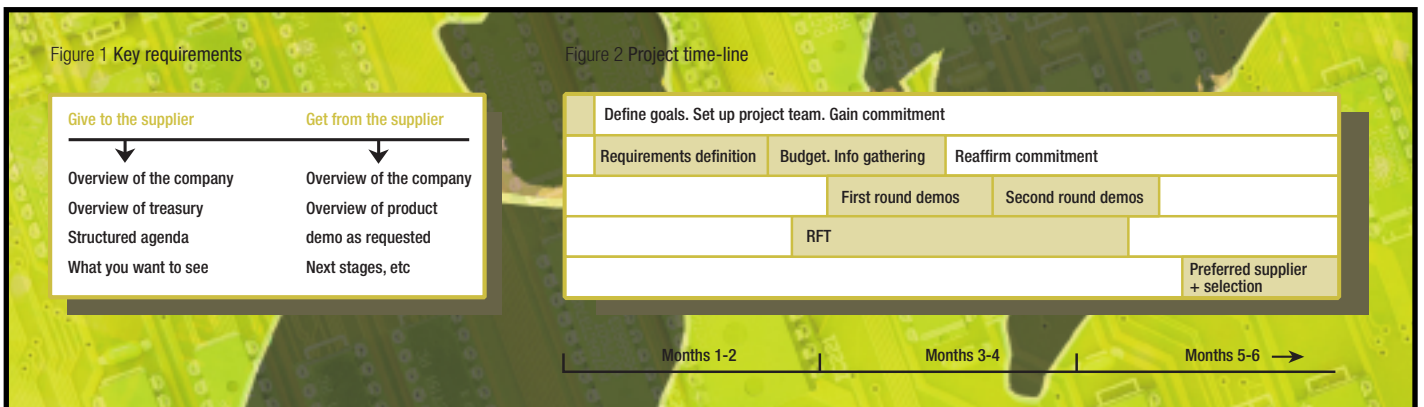 Figure 1 Key requirements
Give to the supplier
Overview of the company
Overview of treasury
Structured agenda
What you want to see
Get from the supplier
Overview of the company
Overview of product
demo as requested
Next stages, etc
Figure 2 Project time-line
Define goals. Set up project team. Gain commitment
Requirements definition
Budget. Info gathering
Reaffirm commitment
First round demos
Second round demos
RFT
Preferred supplier
+ selection
Months 1-2
Months 3-4
Months 5-6